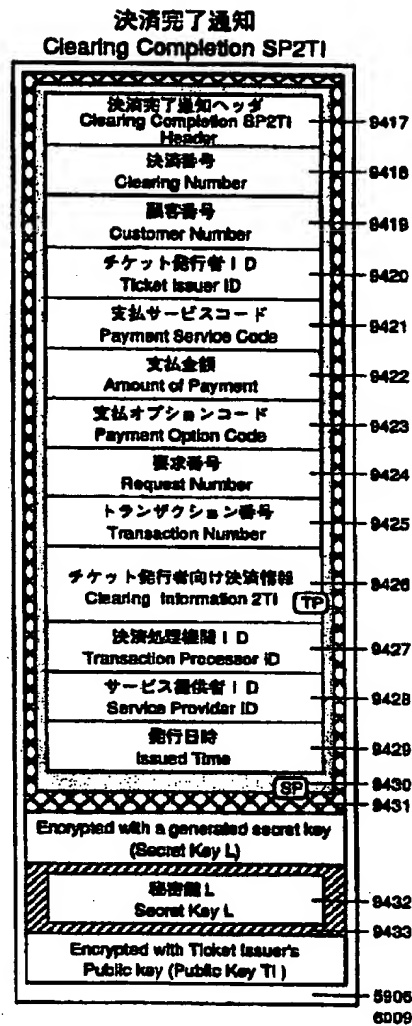 決済完了通知
Clearing Completion SP2TI
決済完了通知ヘッダ
Clearing Completion SP2TI
Header
9417
決済番号
Clearing Number
9418
顧客番号
Customer Number
9419
チケット発行者ID
Ticket Issuer ID
9420
支払サービスコード
Payment Service Code
9421
支払金額
Amount of Payment
9422
支払オプションコード
Payment Option Code
9423
要求番号
Request Number
9424
トランザクション番号
Transaction Number
9425
チケット発行者向け決済情報
Clearing Information 2TI
TP
9426
決済処理機関ID
Transaction Processor ID
9427
サービス提供者ID
Service Provider ID
9428
発行日時
Issued Time
9429
SP
9430
9431
Encrypted with a generated secret key
(Secret Key L)
秘密鍵L
Secret Key L
9432
9433
Encrypted with Ticket Issuer's
Public key (Public Key TI)
5906
6009